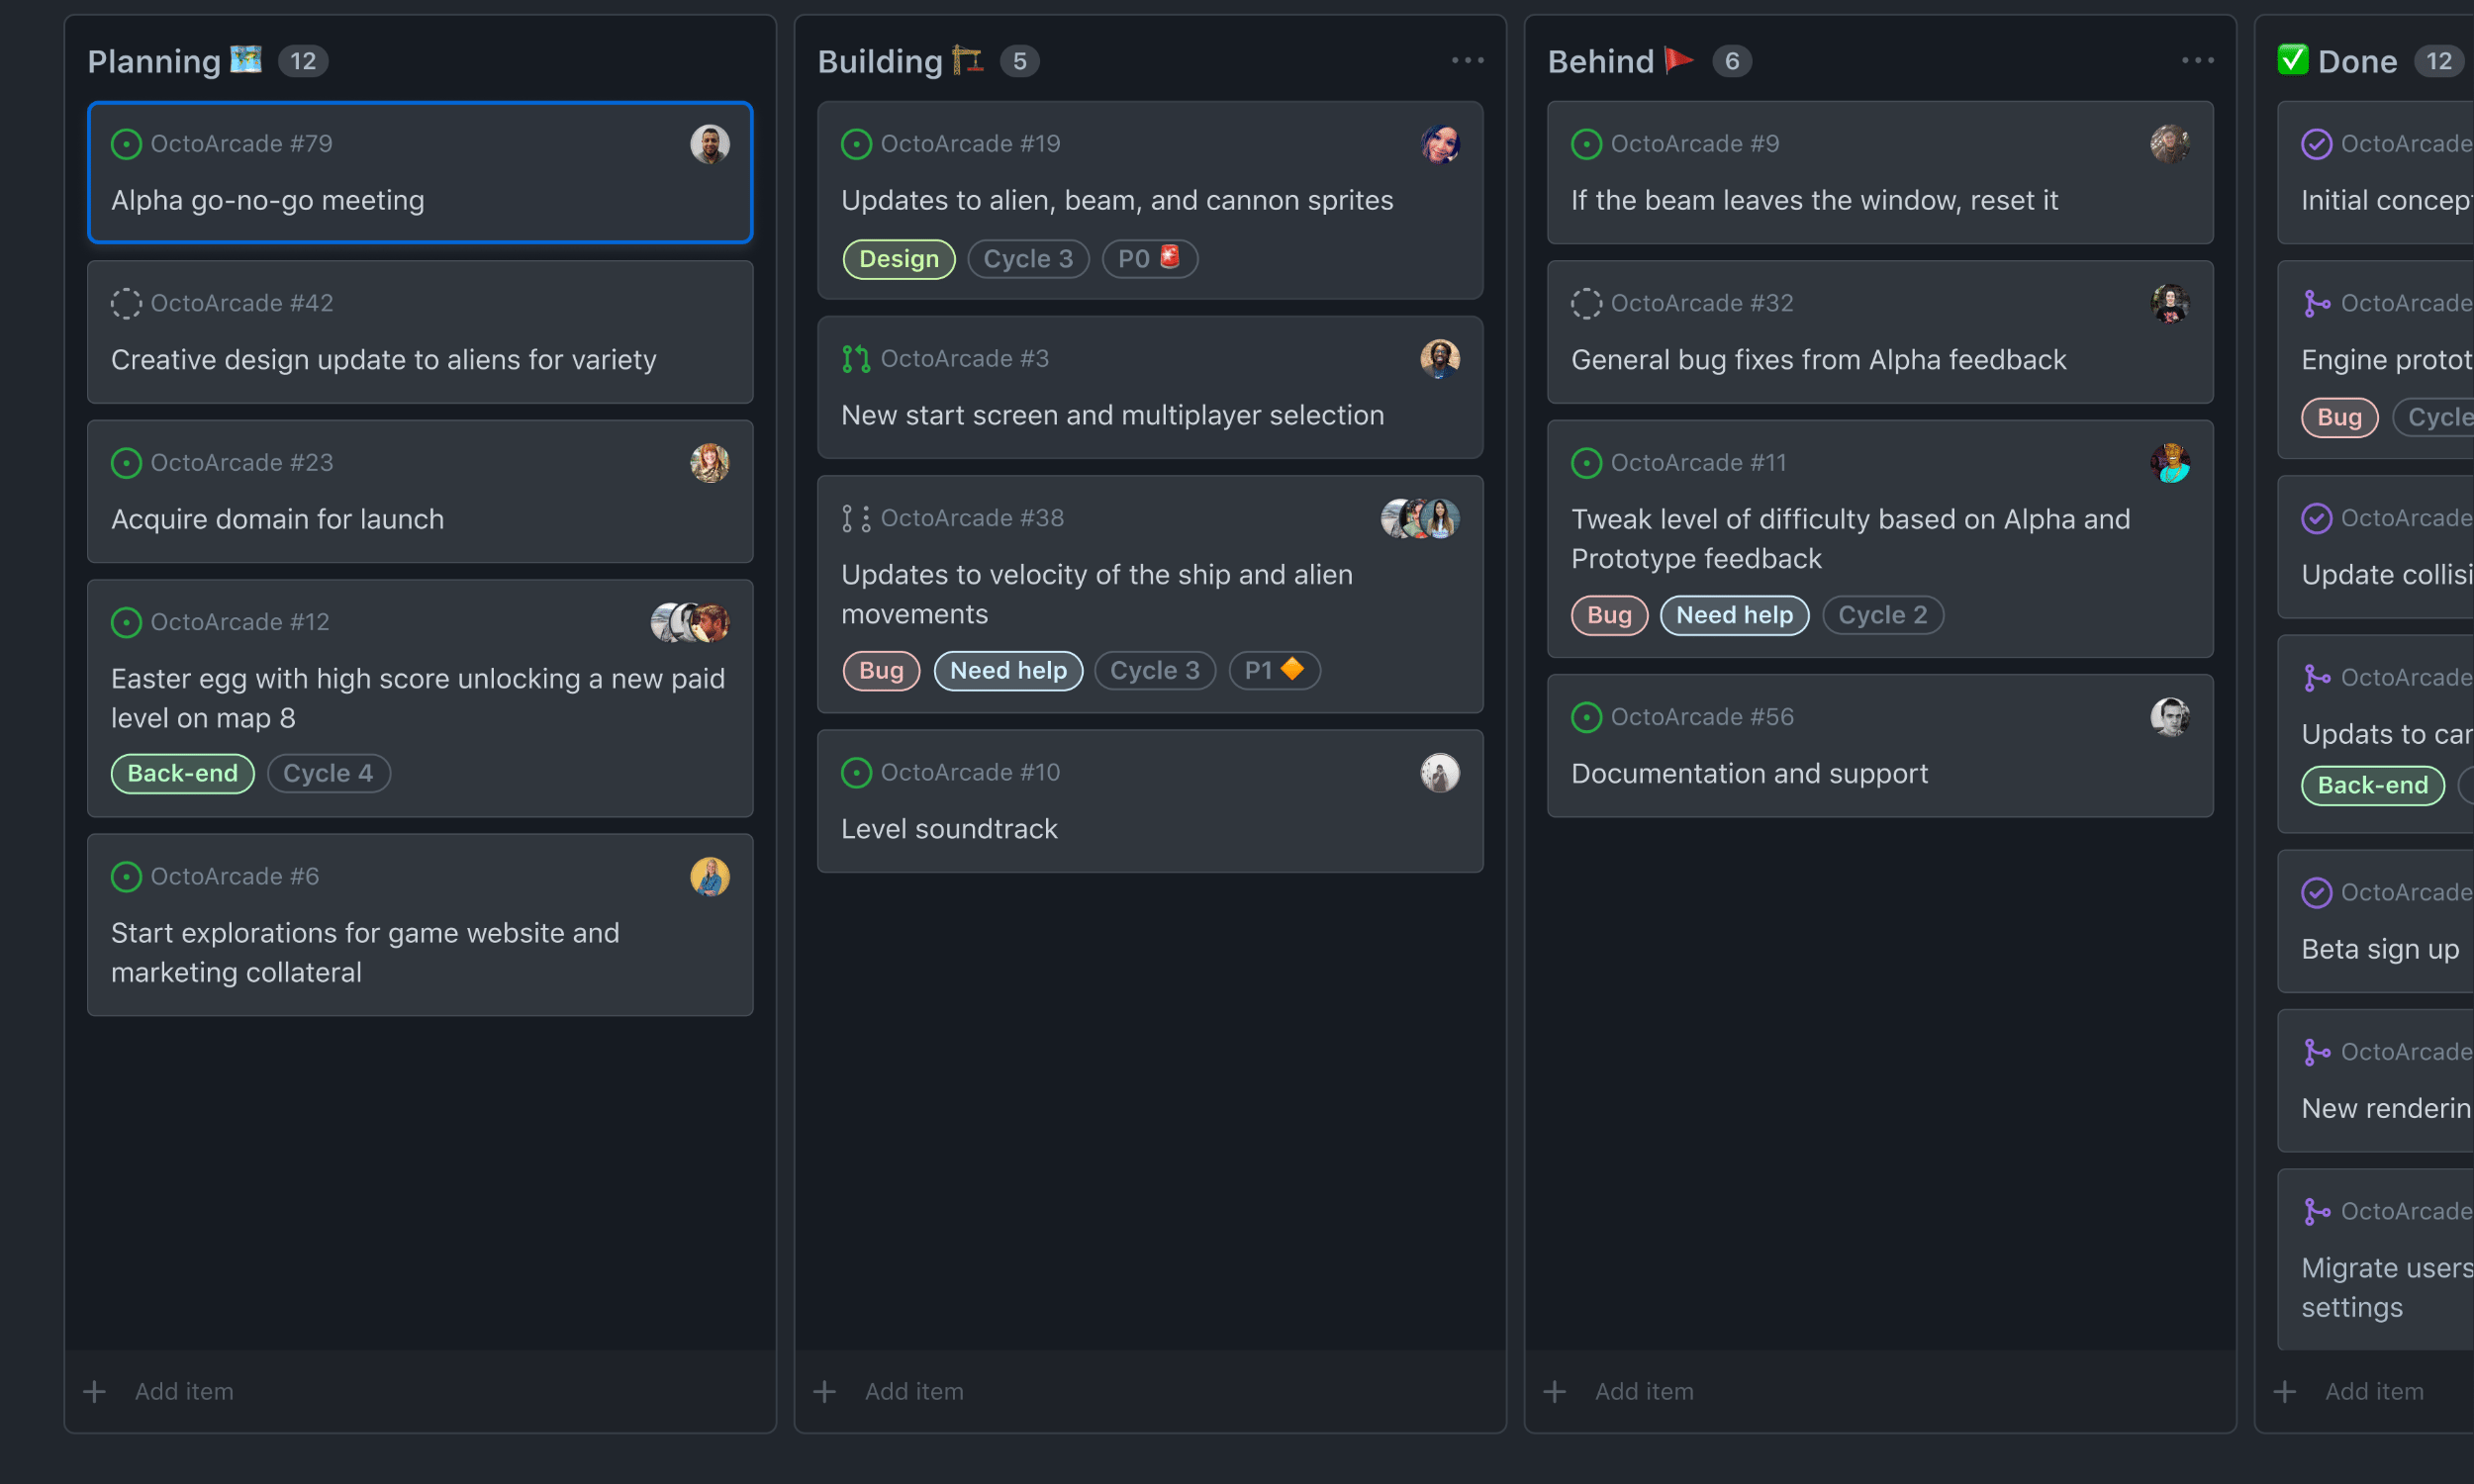 Planning 12
OctoArcade #79
Alpha go-no-go meeting
OctoArcade #42
Creative design update to aliens for variety
OctoArcade #23
Acquire domain for launch
OctoArcade #12
Easter egg with high score unlocking a new paid
level on map 8
Back-end Cycle 4
OctoArcade #6
Start explorations for game website and
marketing collateral
Add item
Building 5
OctoArcade #19
Updates to alien, beam, and cannon sprites
Design Cycle 3 P0
OctoArcade #3
New start screen and multiplayer selection
OctoArcade #38
Updates to velocity of the ship and alien
movements
Bug Need help Cycle 3 P1
OctoArcade #10
Level soundtrack
Add item
Behind 6
OctoArcade #9
If the beam leaves the window, reset it
OctoArcade #32
General bug fixes from Alpha feedback
OctoArcade #11
Tweak level of difficulty based on Alpha and
Prototype feedback
Bug Need help Cycle 2
OctoArcade #56
Documentation and support
Add item
Done 12
OctoArcade
Initial
OctoArcade
Engine
Bug Cycle
OctoArcade
Update
OctoArcade
Updats to
Back-end
OctoArcade
Beta sign up
OctoArcade
New
OctoArcade
Migrate users
settings
Add item